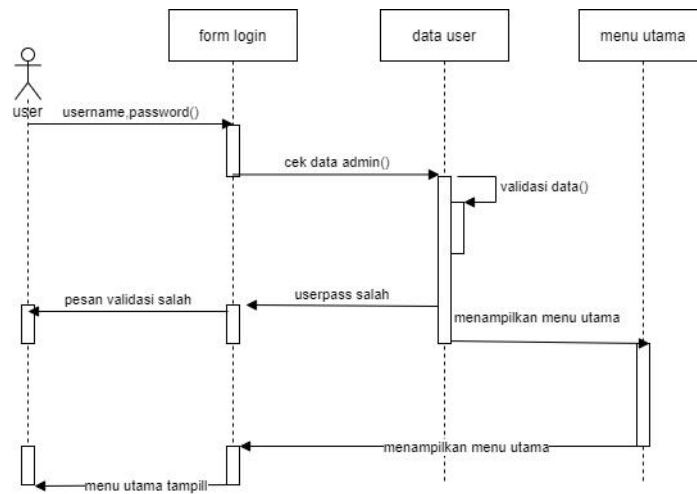 form login
data user
menu utama
user
username,password()
cek data admin()
validasi data()
userpass salah
pesan validasi salah
menampilkan menu utama
menampilkan menu utama
menu utama tampill